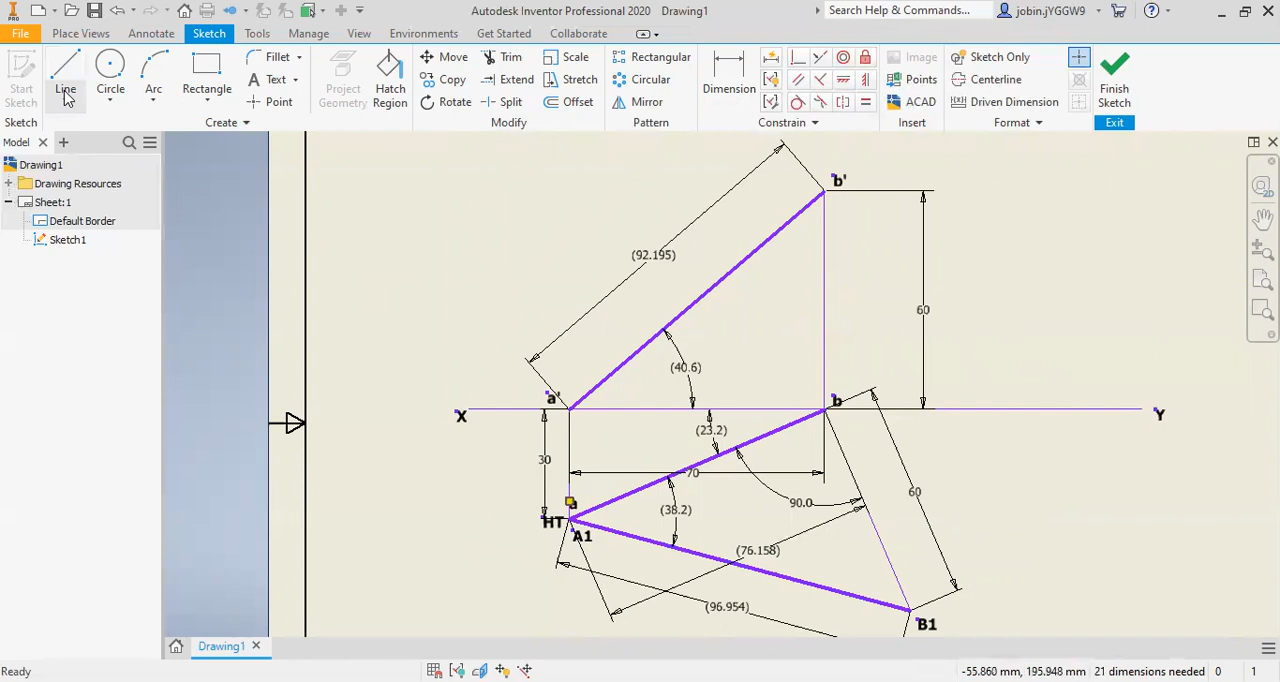 PRO
Autodesk Inventor Professional 2020 Drawing1
Search Help & Commands...
jobin.jYGGW9
File Place Views Annotate Sketch Tools Manage View Environments Get Started Collaborate
Start Sketch
Line
Circle
Arc
Rectangle
Fillet
Text
Point
Project Geometry
Hatch Region
Move
Copy
Rotate
Trim
Extend
Split
Scale
Stretch
Offset
Rectangular
Circular
Mirror
Dimension
Image
Points
ACAD
Sketch Only
Centerline
Driven Dimension
Finish Sketch
Sketch Create Modify Pattern Constrain Insert Format Exit
Model
Drawing1
Drawing Resources
Sheet:1
Default Border
Sketch1
2D
b'
(92.195)
60
(40.6)
a'
b
X
Y
(23.2)
30
70
60
a
90.0
(38.2)
HT
A1
(76.158)
(96.954)
B1
Drawing1
Ready
-55.860 mm, 195.948 mm 21 dimensions needed 0 1